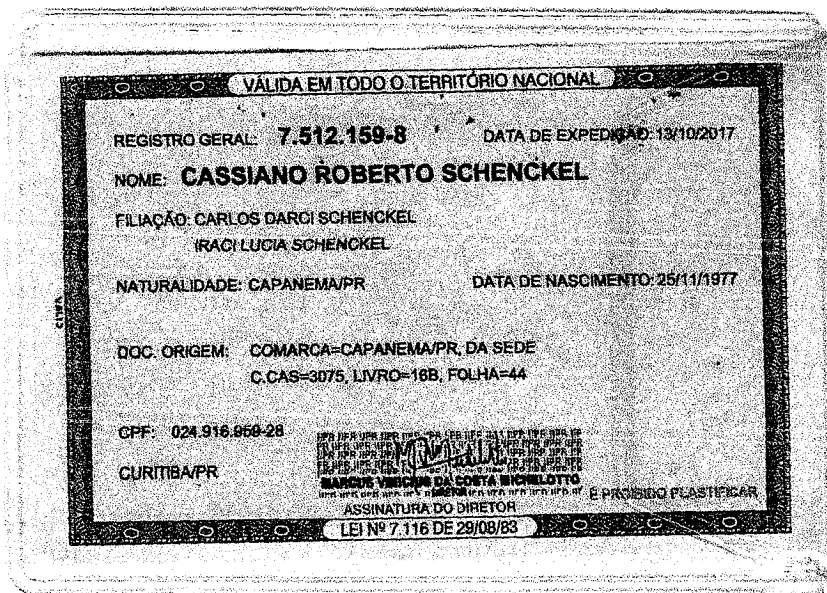 VÁLIDA EM TODO O TERRITÓRIO NACIONAL
REGISTRO GERAL: 7.512.159-8 DATA DE EXPEDIÇÃO: 13/10/2017
NOME: CASSIANO ROBERTO SCHENCKEL
FILIAÇÃO: CARLOS DARCI SCHENCKEL
IRACI LUCIA SCHENCKEL
NATURALIDADE: CAPANEMA/PR DATA DE NASCIMENTO: 25/11/1977
DOC. ORIGEM: COMARCA=CAPANEMA/PR, DA SEDE
C.CAS=3075, LIVRO=16B, FOLHA=44
CPF: 024.916.959-28
CURITIBA/PR
MARCUS VINICIUS DA COSTA MICHELOTTO
DIRETOR
É PROIBIDO PLASTIFICAR
ASSINATURA DO DIRETOR
LEI Nº 7.116 DE 29/08/83